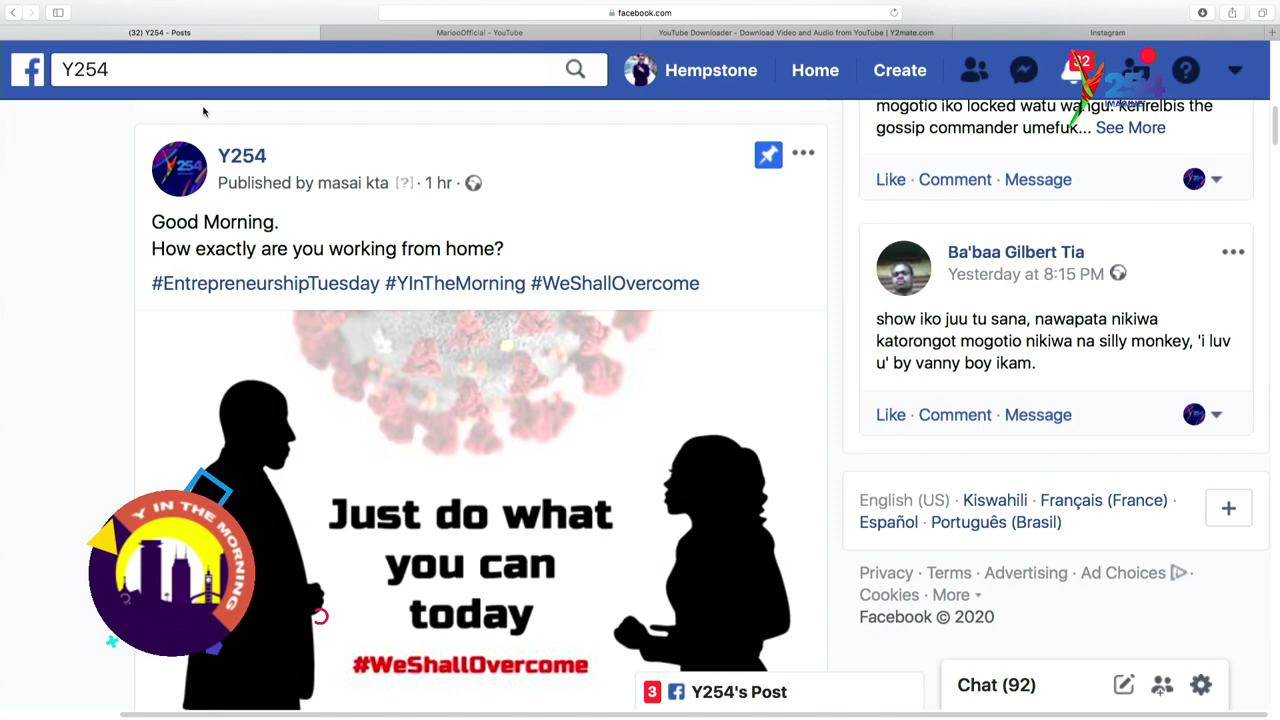 facebook.com
(32) Y254 - Posts
MariooOfficial - YouTube
YouTube Downloader - Download Video and Audio from YouTube | Y2mate.com
Instagram
Y254
Hempstone
Home
Create
32
Y254
Published by masai kta [?] · 1 hr ·
Good Morning.
How exactly are you working from home?
#EntrepreneurshipTuesday #YInTheMorning #WeShallOvercome
Just do what
you can
today
#WeShallOvercome
Y IN THE MORNING
mogotio iko locked watu wangu. kenrelbis the
gossip commander umefuk... See More
Like · Comment · Message
Ba'baa Gilbert Tia
Yesterday at 8:15 PM
show iko juu tu sana, nawapata nikiwa
katorongot mogotio nikiwa na silly monkey, 'i luv
u' by vanny boy ikam.
Like · Comment · Message
English (US) · Kiswahili · Français (France) ·
Español · Português (Brasil)
Privacy · Terms · Advertising · Ad Choices ·
Cookies · More
Facebook © 2020
3 Y254's Post
Chat (92)